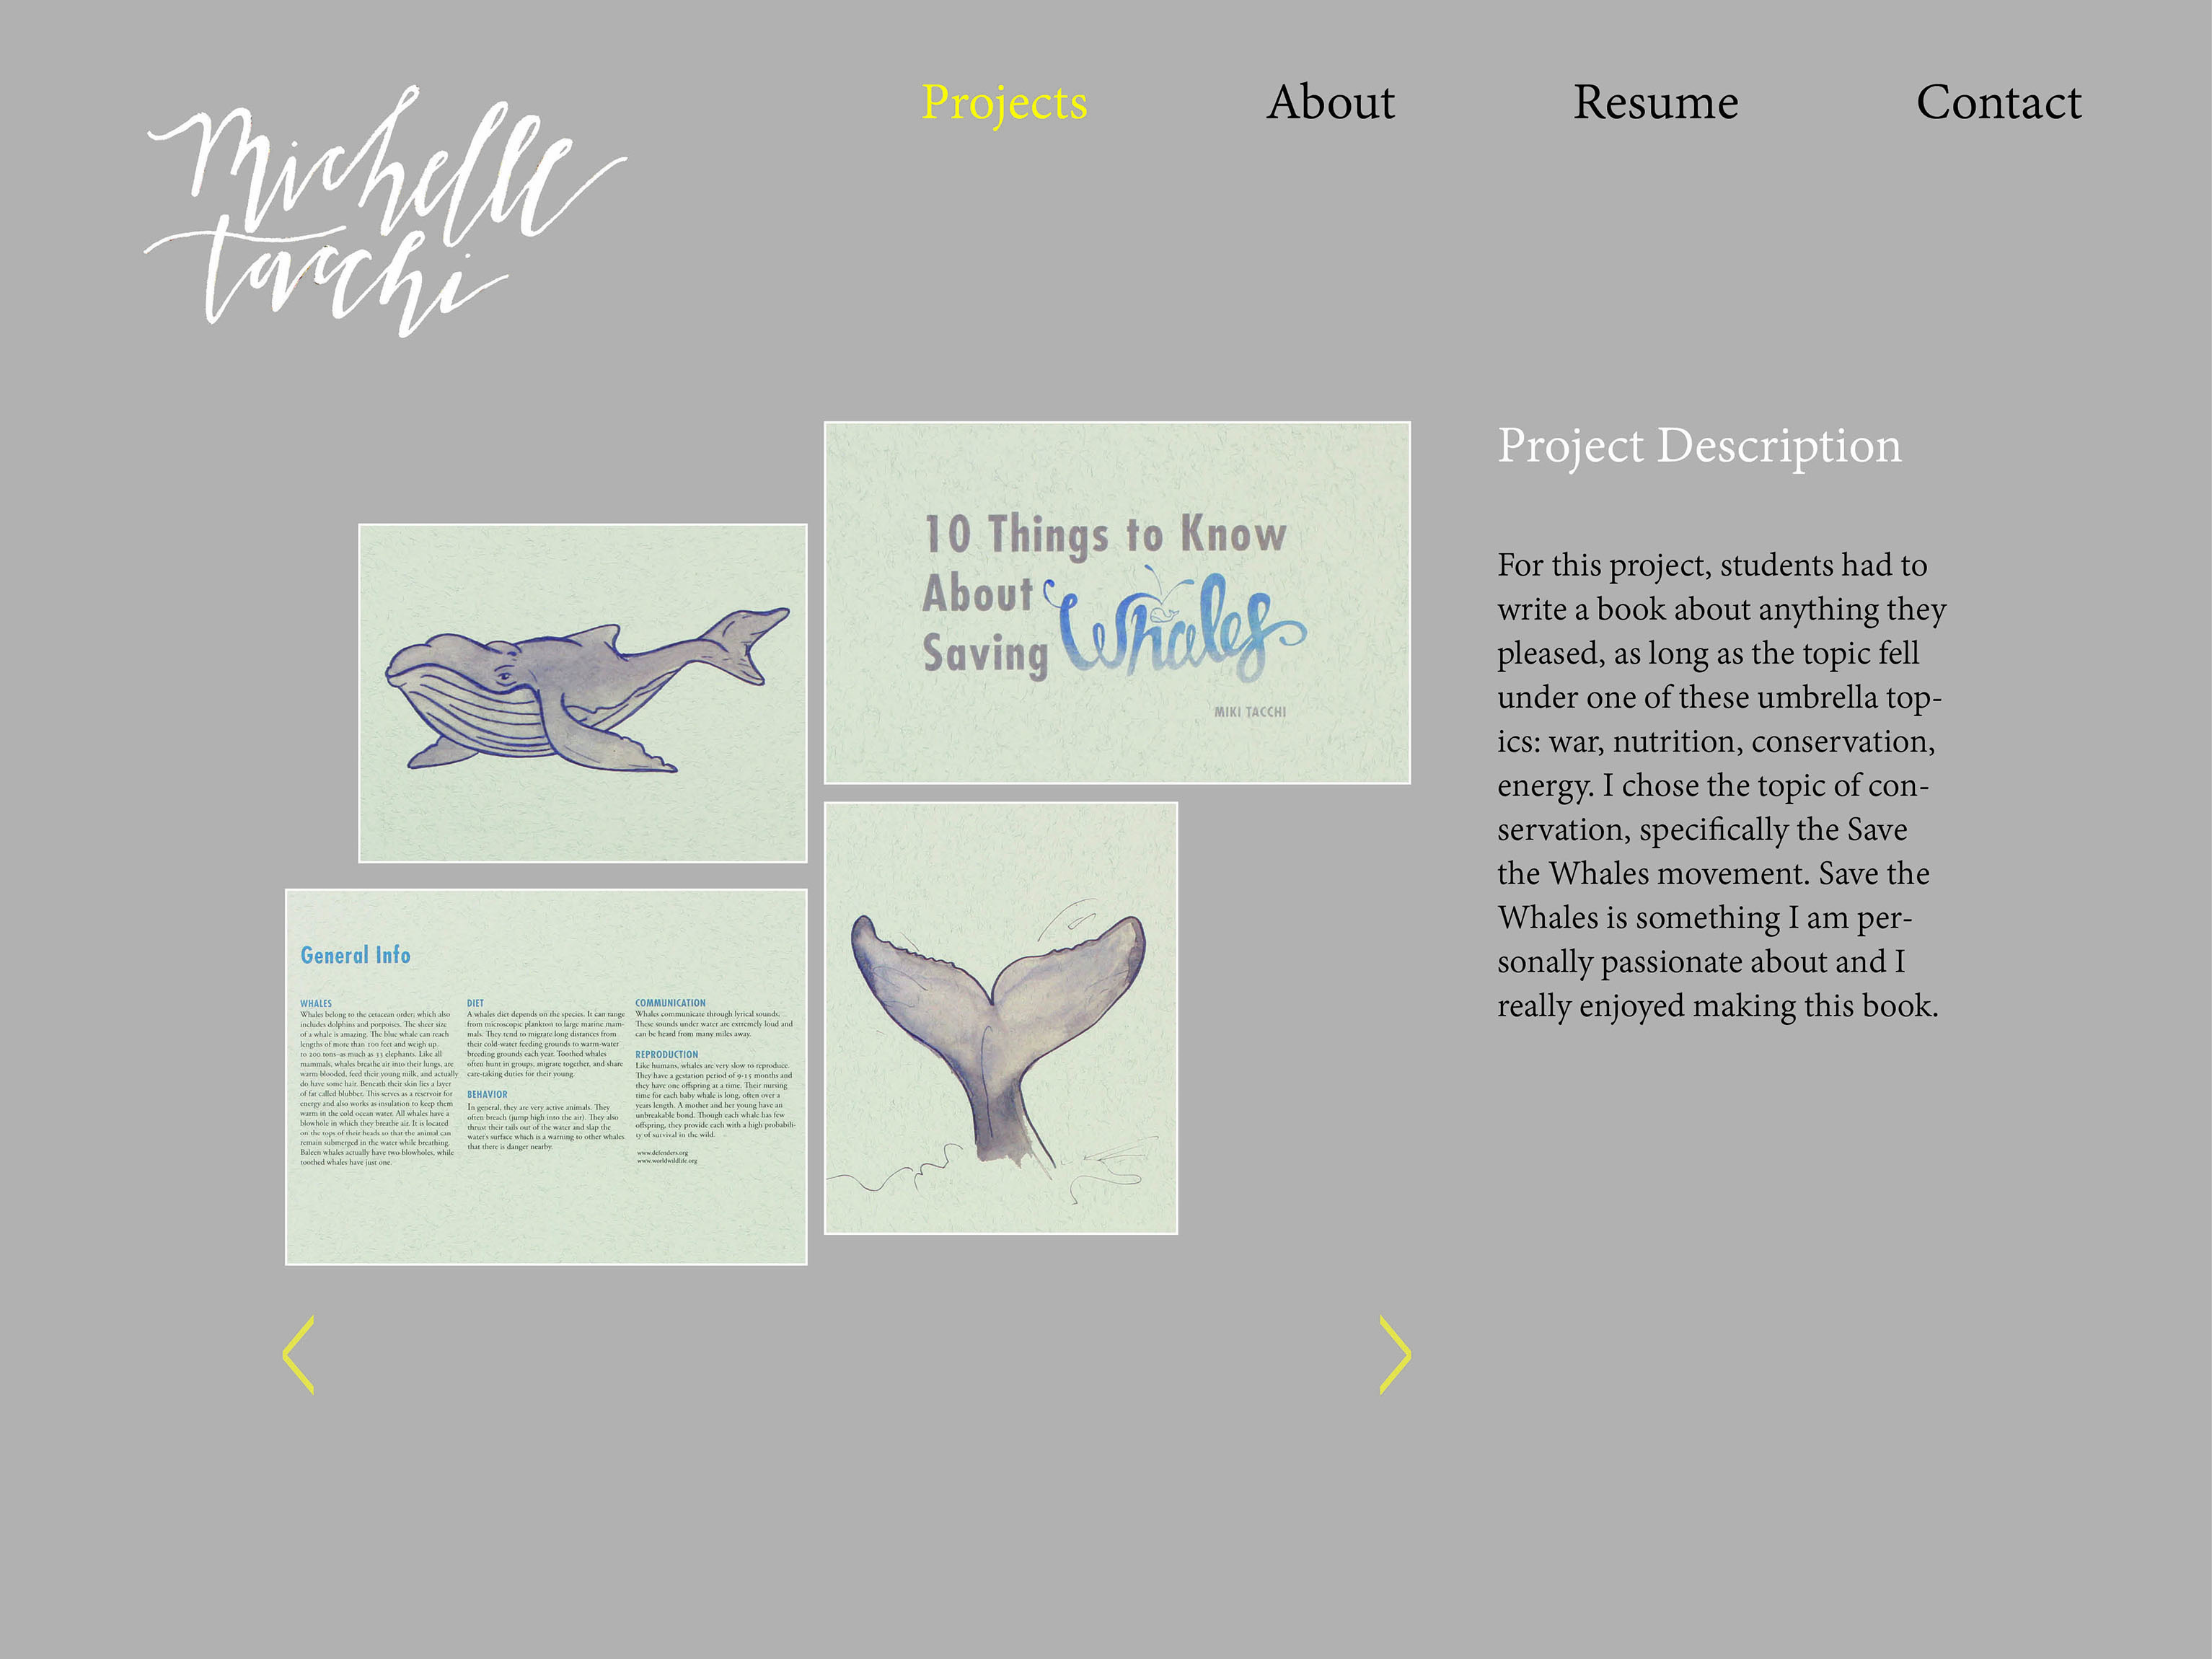 Michelle
Tacchi
Projects
About
Resume
Contact
10 Things to Know
About Whales
Saving
MIKI TACCHI
General Info
WHALES
Whales belong to the cetacean order; which also
includes dolphins and porpoises. The sheer size
of a whale is amazing. The blue whale can reach
lengths of more than 100 feet and weigh up
to 200 tons–as much as 33 elephants. Like all
mammals, whales breathe air into their lungs, are
warm blooded, feed their young milk, and actually
do have some hair. Beneath their skin lies a layer
of fat called blubber. This serves as a reservoir for
energy and also works as insulation to keep them
warm in the cold ocean water. All whales have a
blowhole in which they breathe air. It is located
on the tops of their heads so that the animal can
remain submerged in the water while breathing.
Baleen whales actually have two blowholes, while
toothed whales have just one.
DIET
A whales diet depends on the species. It can range
from microscopic plankton to large marine mam-
mals. They tend to migrate long distances from
their cold-water feeding grounds to warm-water
breeding grounds each year. Toothed whales
often hunt in groups, migrate together, and share
care-taking duties for their young.
BEHAVIOR
In general, they are very active animals. They
often breach (jump high into the air). They also
thrust their tails out of the water and slap the
water's surface which is a warning to other whales
that there is danger nearby.
COMMUNICATION
Whales communicate through lyrical sounds.
These sounds under water are extremely loud and
can be heard from many miles away.
REPRODUCTION
Like humans, whales are very slow to reproduce.
They have a gestation period of 9-15 months and
they have one offspring at a time. Their nursing
time for each baby whale is long, often over a
years length. A mother and her young have an
unbreakable bond. Though each whale has few
offspring, they provide each with a high probabili-
ty of survival in the wild.
www.defenders.org
www.worldwildlife.org
Project Description
For this project, students had to
write a book about anything they
pleased, as long as the topic fell
under one of these umbrella top-
ics: war, nutrition, conservation,
energy. I chose the topic of con-
servation, specifically the Save
the Whales movement. Save the
Whales is something I am per-
sonally passionate about and I
really enjoyed making this book.